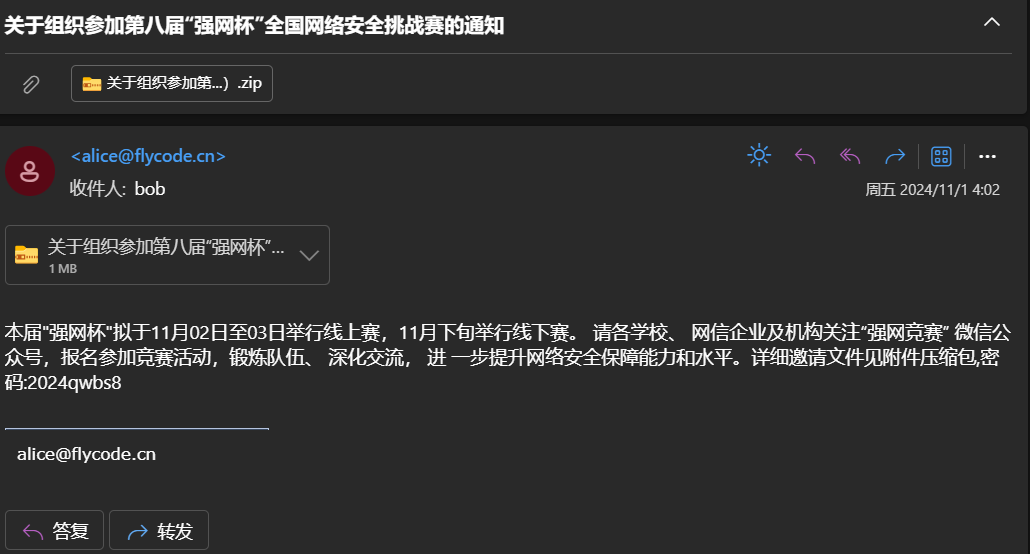 关于组织参加第八届“强网杯”全国网络安全挑战赛的通知
关于组织参加第...）.zip
<alice@flycode.cn>
收件人: bob
周五 2024/11/1 4:02
关于组织参加第八届“强网杯”...
1 MB
本届"强网杯"拟于11月02日至03日举行线上赛，11月下旬举行线下赛。 请各学校、 网信企业及机构关注“强网竞赛” 微信公
众号，报名参加竞赛活动，锻炼队伍、 深化交流， 进 一步提升网络安全保障能力和水平。详细邀请文件见附件压缩包,密
码:2024qwbs8
alice@flycode.cn
答复
转发